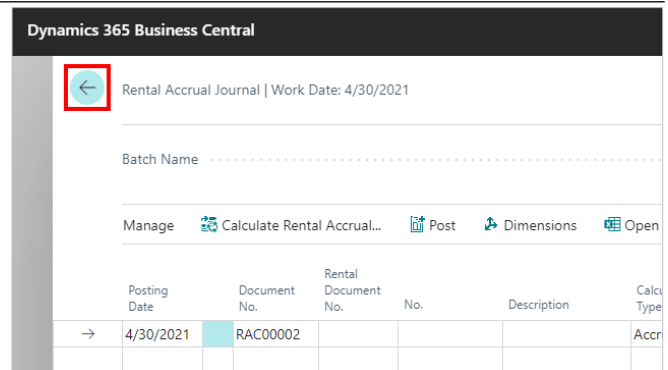 Dynamics 365 Business Central
Rental Accrual Journal | Work Date: 4/30/2021
Batch Name
Manage Calculate Rental Accrual... Post Dimensions Open
Posting Date Document No. Rental Document No. No. Description
4/30/2021 RAC00002